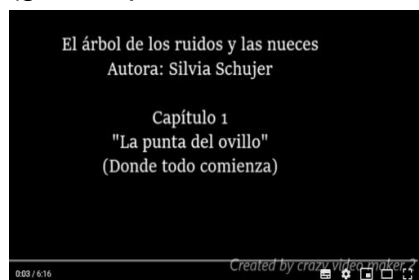 El árbol de los ruidos y las nueces
Autora: Silvia Schujer
Capítulo 1
"La punta del ovillo"
(Donde todo comienza)
Created by crazy video maker 2
0:03 / 6:16